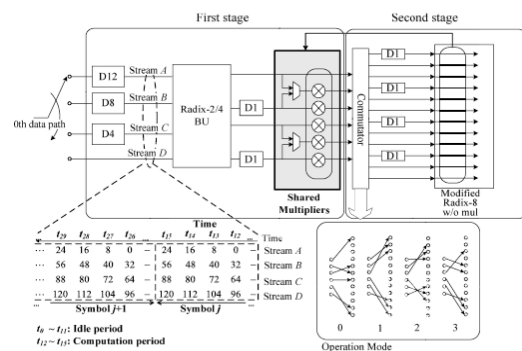 First stage
Second stage
D12
D8
D4
0th data path
Stream A
Stream B
Stream C
Stream D
Radix-2/4
BU
D1
D1
Shared
Multipliers
Commutator
D1
D1
D1
D1
Modified
Radix-8
w/o mul
Time
t29 t28 t27 t26 ... t15 t14 t13 t12 Time
... 24 16 8 0 ... 24 16 8 0 ... Stream A
... 56 48 40 32 ... 56 48 40 32 ... Stream B
... 88 80 72 64 ... 88 80 72 64 ... Stream C
... 120 112 104 96 ... 120 112 104 96 ... Stream D
Symbol j+1 Symbol j
t0 ~ t11: Idle period
t12 ~ t15: Computation period
0 1 2 3
Operation Mode